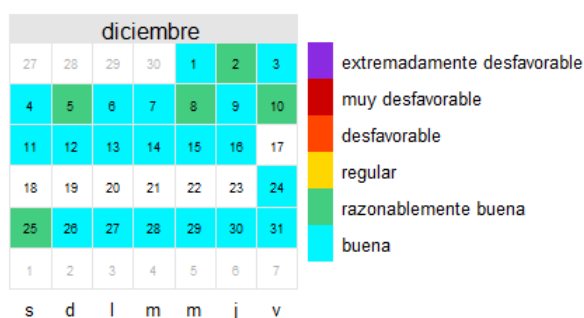 diciembre
27 28 29 30 1 2 3
4 5 6 7 8 9 10
11 12 13 14 15 16 17
18 19 20 21 22 23 24
25 26 27 28 29 30 31
1 2 3 4 5 6 7
s d l m m j v
extremadamente desfavorable
muy desfavorable
desfavorable
regular
razonablemente buena
buena